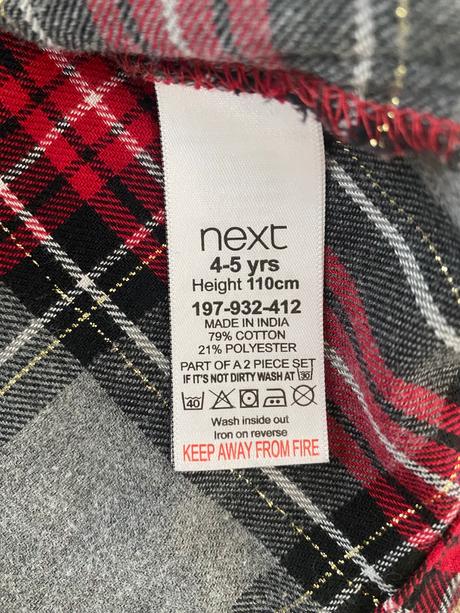 next
4-5 yrs
Height 110cm
197-932-412
MADE IN INDIA
79% COTTON
21% POLYESTER
PART OF A 2 PIECE SET
IF IT'S NOT DIRTY WASH AT 30
40
Wash inside out
Iron on reverse
KEEP AWAY FROM FIRE